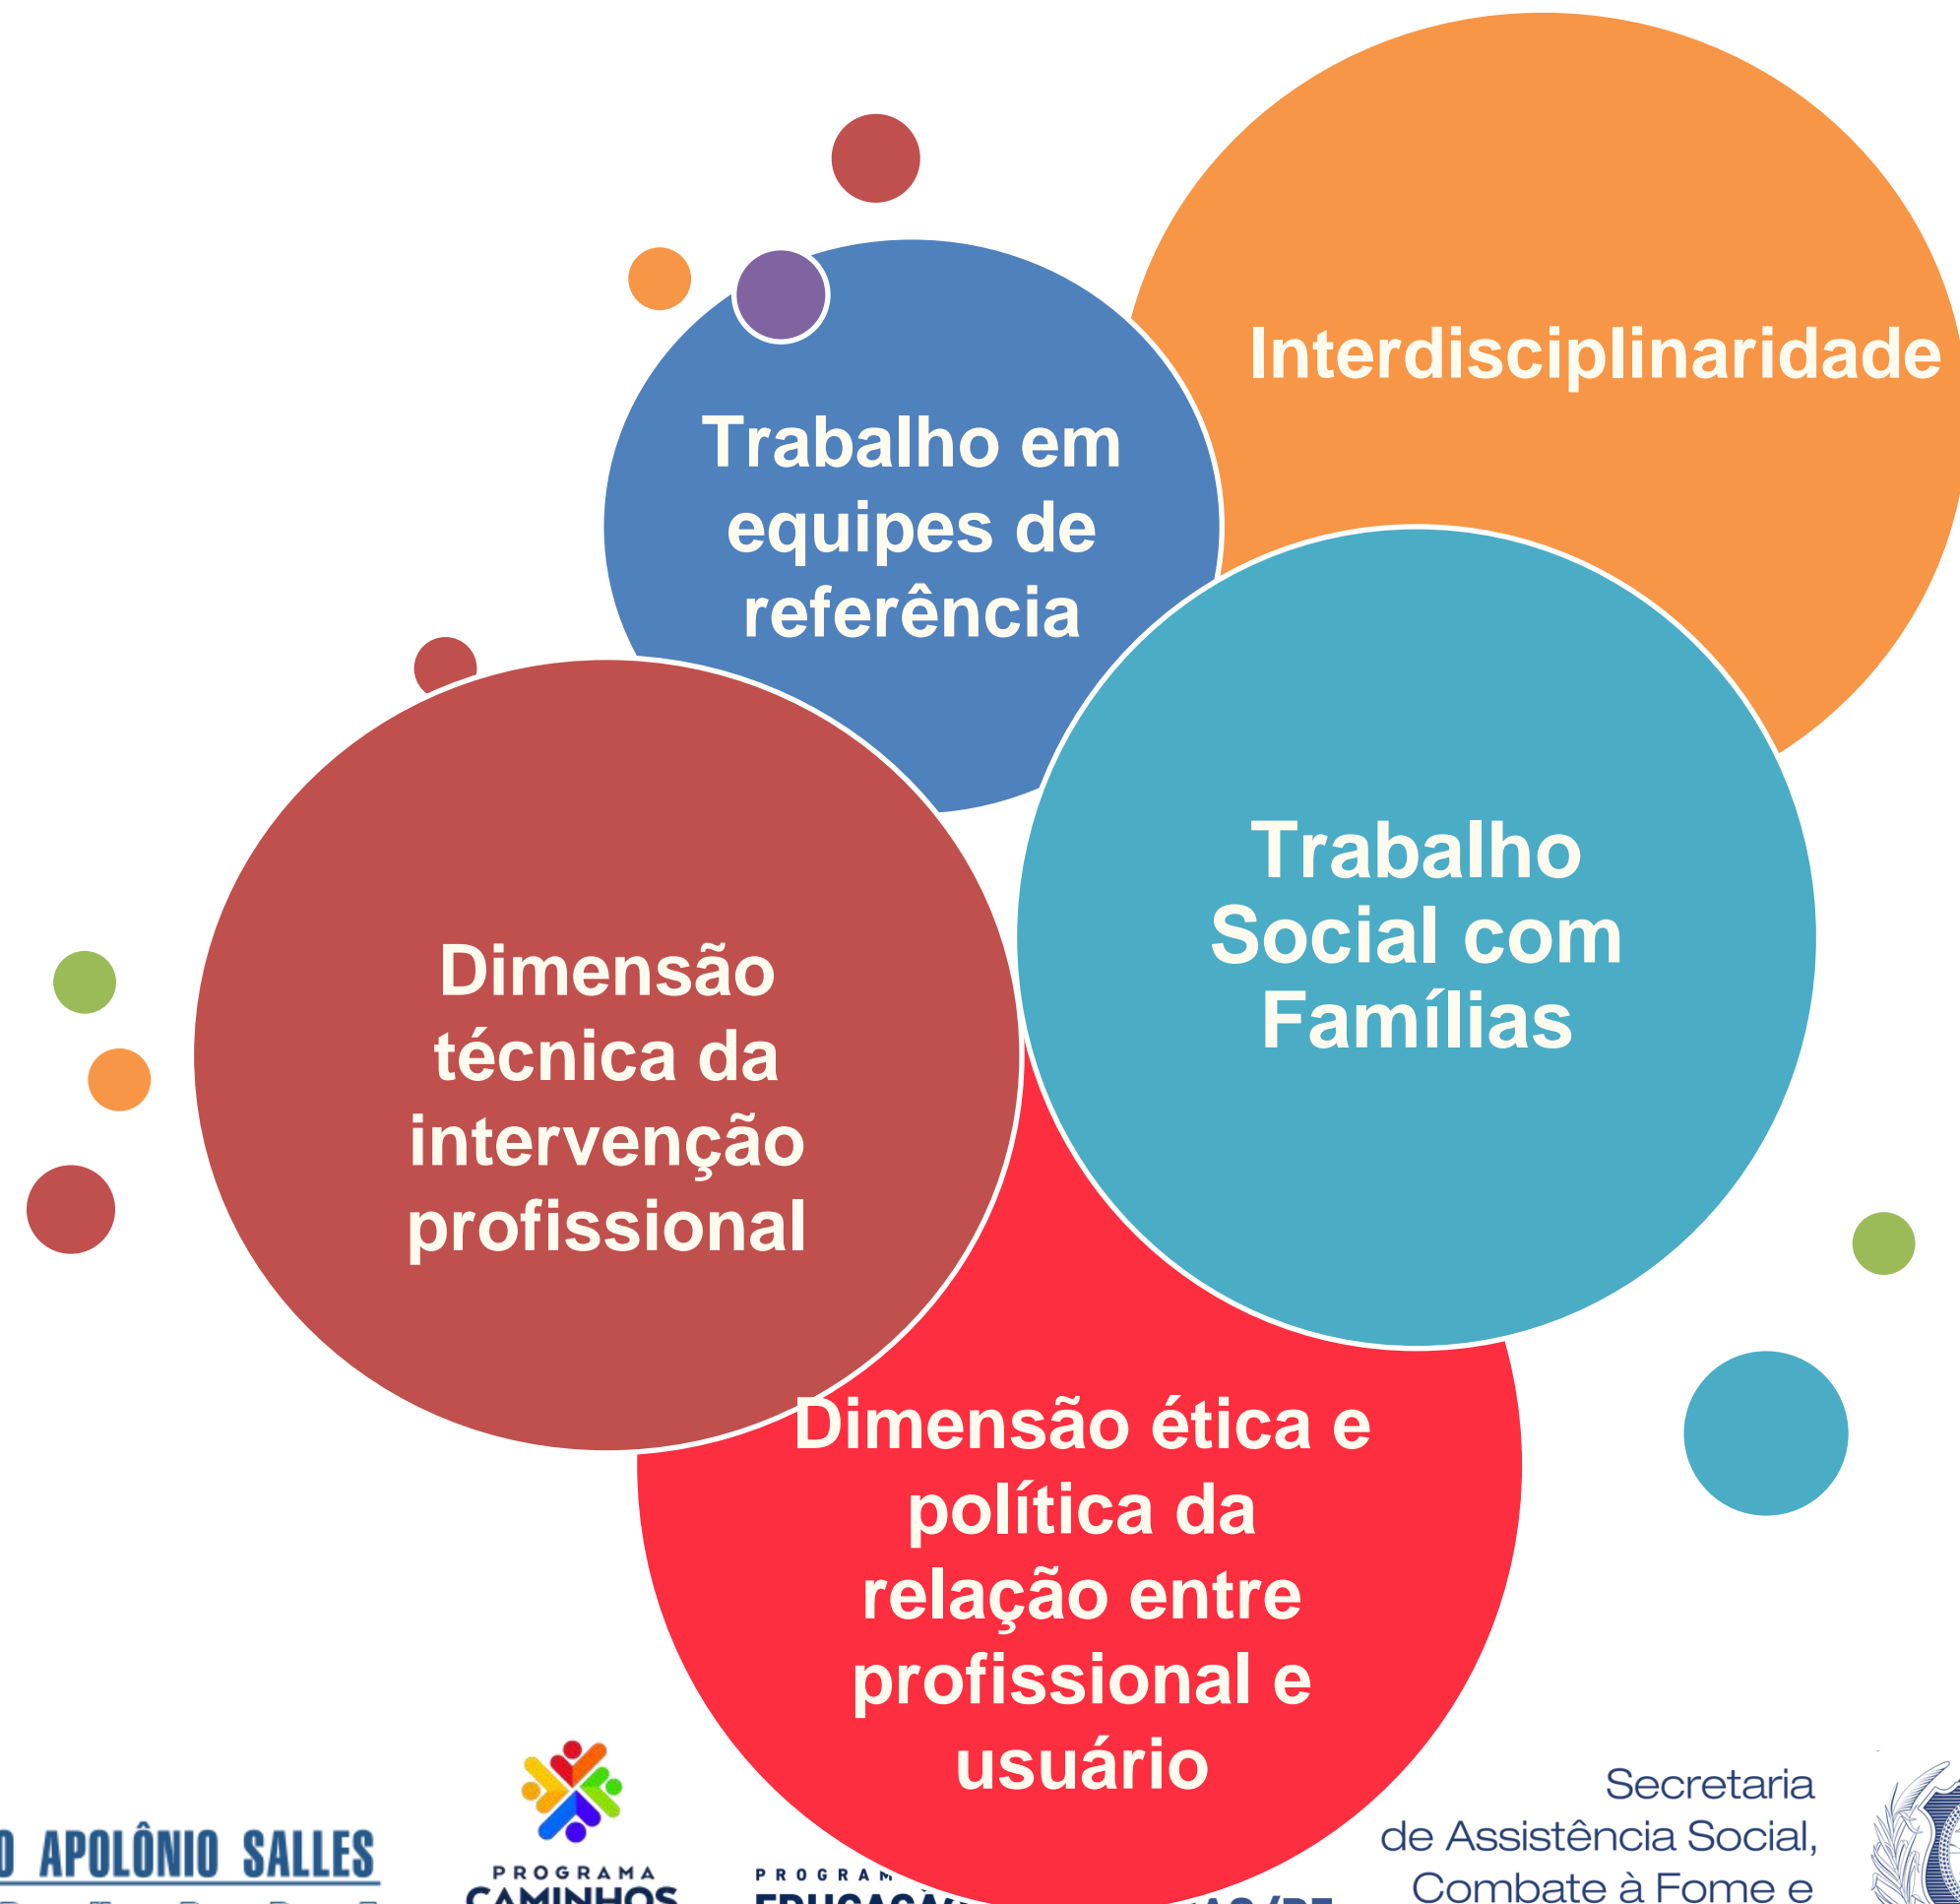 Interdisciplinaridade
Trabalho em
equipes de
referência
Trabalho
Social com
Famílias
Dimensão
técnica da
intervenção
profissional
Dimensão ética e
política da
relação entre
profissional e
usuário
APOLÔNIO SALLES
PROGRAMA
CAMINHOS
Secretaria
de Assistência Social,
Combate à Fome e